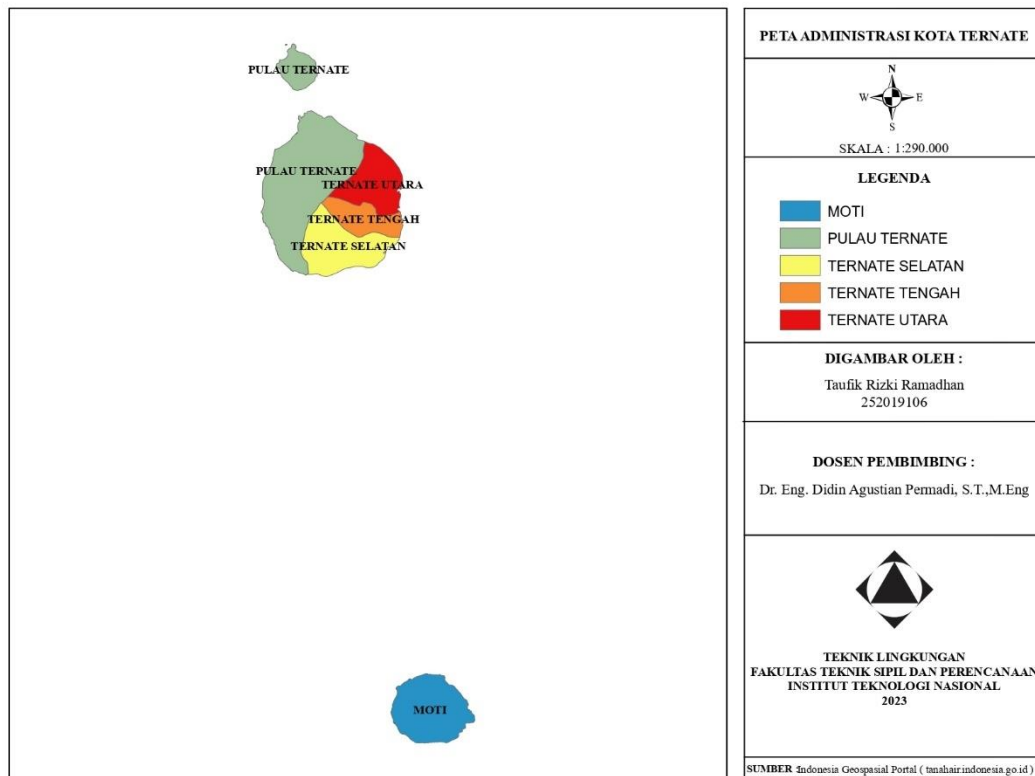 PULAU TERNATE
PULAU TERNATE
TERNATE UTARA
TERNATE TENGAH
TERNATE SELATAN
MOTI
PETA ADMINISTRASI KOTA TERNATE
N
W E
S
SKALA : 1:290.000
LEGENDA
MOTI
PULAU TERNATE
TERNATE SELATAN
TERNATE TENGAH
TERNATE UTARA
DIGAMBAR OLEH :
Taufik Rizki Ramadhan
252019106
DOSEN PEMBIMBING :
Dr. Eng. Didin Agustian Permadi, S.T.,M.Eng
TEKNIK LINGKUNGAN
FAKULTAS TEKNIK SIPIL DAN PERENCANAAN
INSTITUT TEKNOLOGI NASIONAL
2023
SUMBER : Indonesia Geospasial Portal ( tanahair.indonesia.go.id )